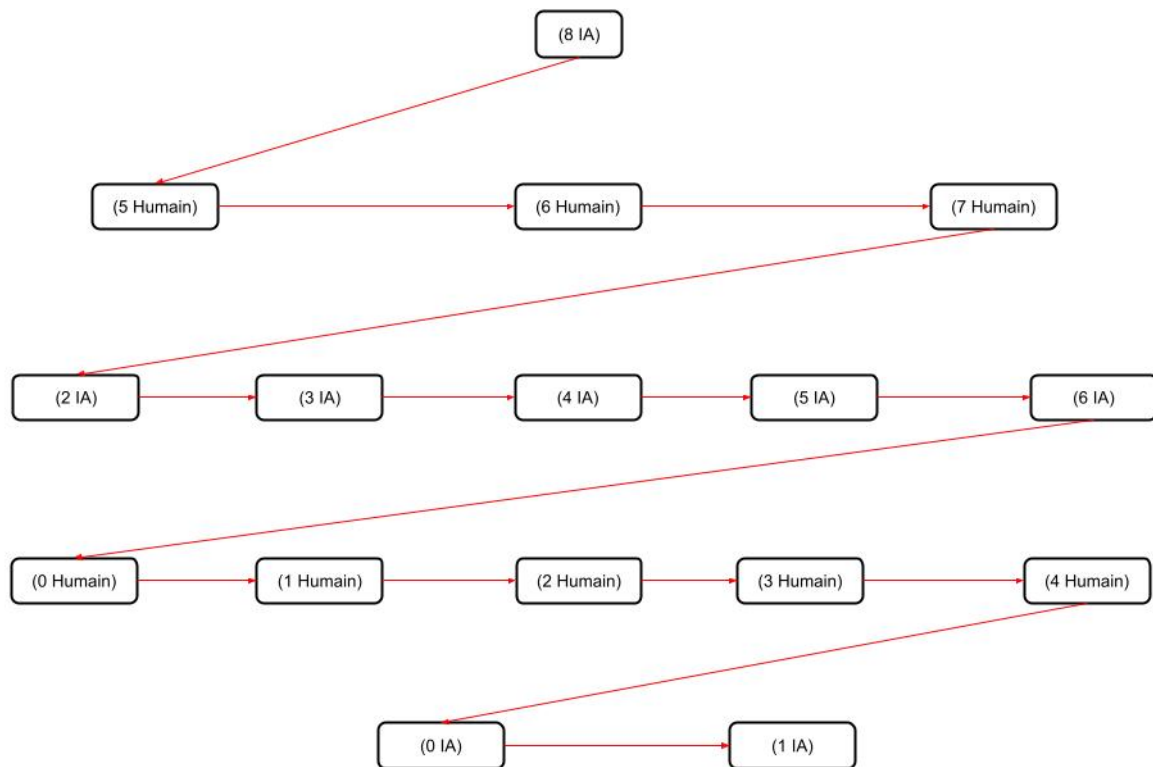 (8 IA)
(5 Humain) (6 Humain) (7 Humain)
(2 IA) (3 IA) (4 IA) (5 IA) (6 IA)
(0 Humain) (1 Humain) (2 Humain) (3 Humain) (4 Humain)
(0 IA) (1 IA)